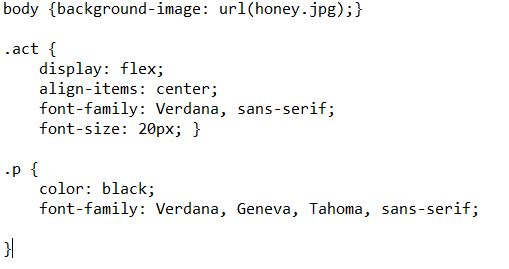 body {background-image: url(honey.jpg);}
.act {
display: flex;
align-items: center;
font-family: Verdana, sans-serif;
font-size: 20px; }
.p {
color: black;
font-family: Verdana, Geneva, Tahoma, sans-serif;
}